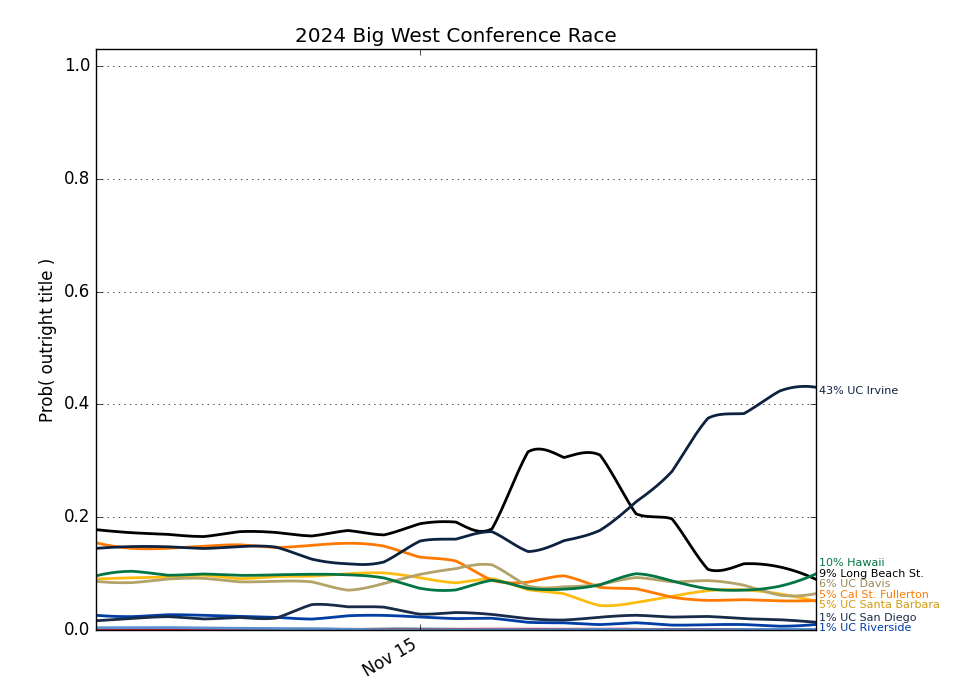 2024 Big West Conference Race
1.0
0.8
0.6
0.4
0.2
0.0
Prob( outright title )
Nov 15
43% UC Irvine
10% Hawaii
9% Long Beach St.
6% UC Davis
5% Cal St. Fullerton
5% UC Santa Barbara
1% UC San Diego
1% UC Riverside